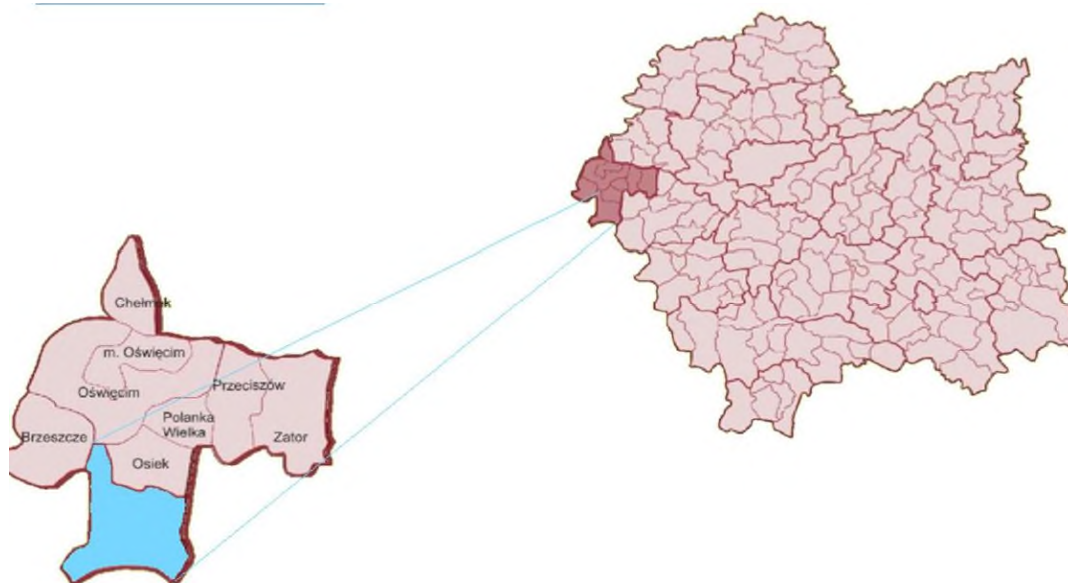 Chełmek
m. Oświęcim
Oświęcim
Przeciszów
Polanka
Wielka
Brzeszcze
Zator
Osiek